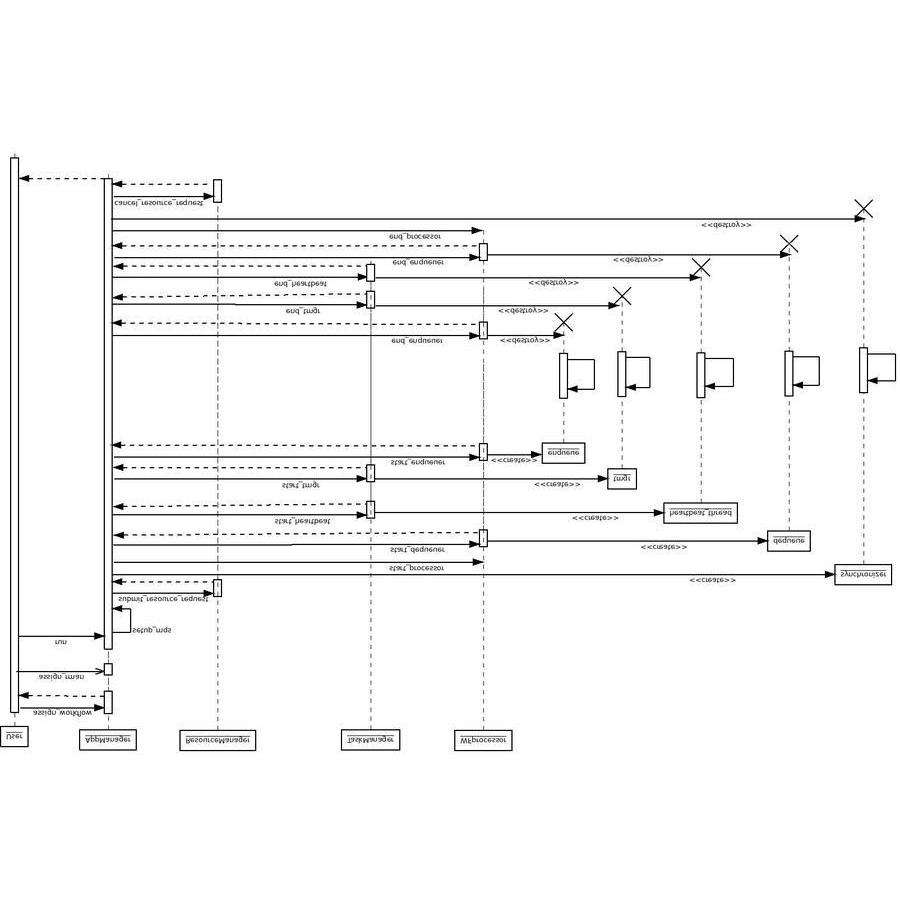 cancel_resource_request
<<destroy>>
end_processor
end_enqueuer
<<destroy>>
end_heartbeat
<<destroy>>
end_tmgr
<<destroy>>
end_enqueuer
<<destroy>>
enqueue
start_enqueuer
<<create>>
tmgr
start_tmgr
<<create>>
heartbeat_thread
start_heartbeat
<<create>>
dequeue
start_dequeuer
<<create>>
start_processor
synchronizer
<<create>>
submit_resource_request
setup_mqs
run
assign_rman
assign_workflow
User
AppManager
ResourceManager
TaskManager
WFprocessor